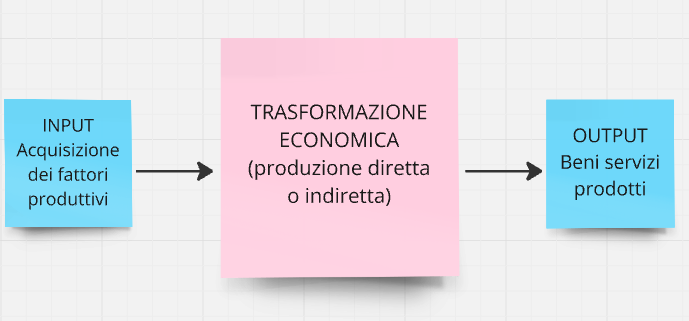 INPUT
Acquisizione
dei fattori
produttivi
TRASFORMAZIONE
ECONOMICA
(produzione diretta
o indiretta)
OUTPUT
Beni servizi
prodotti